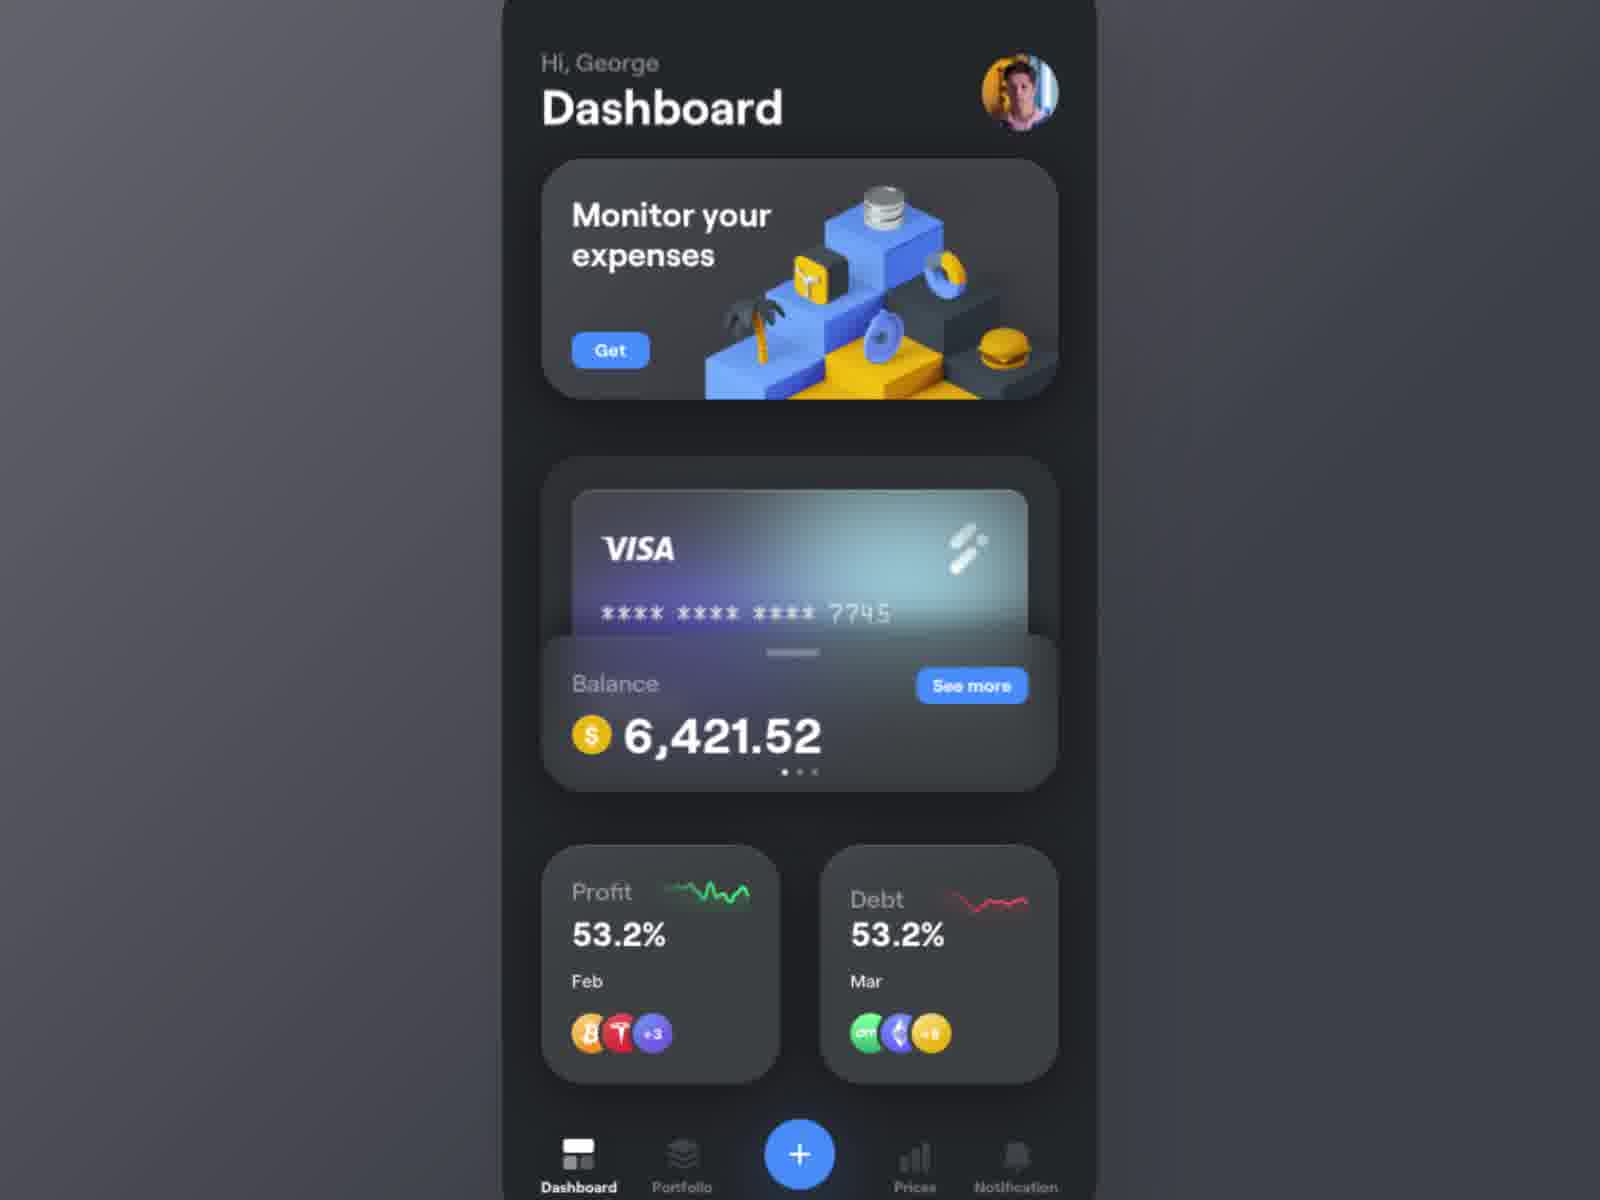 Hi, George
Dashboard
Monitor your
expenses
Get
VISA
**** **** **** 7745
Balance
See more
$ 6,421.52
Profit
53.2%
Feb
+3
Debt
53.2%
Mar
Dashboard
Portfolio
+
Prices
Notification